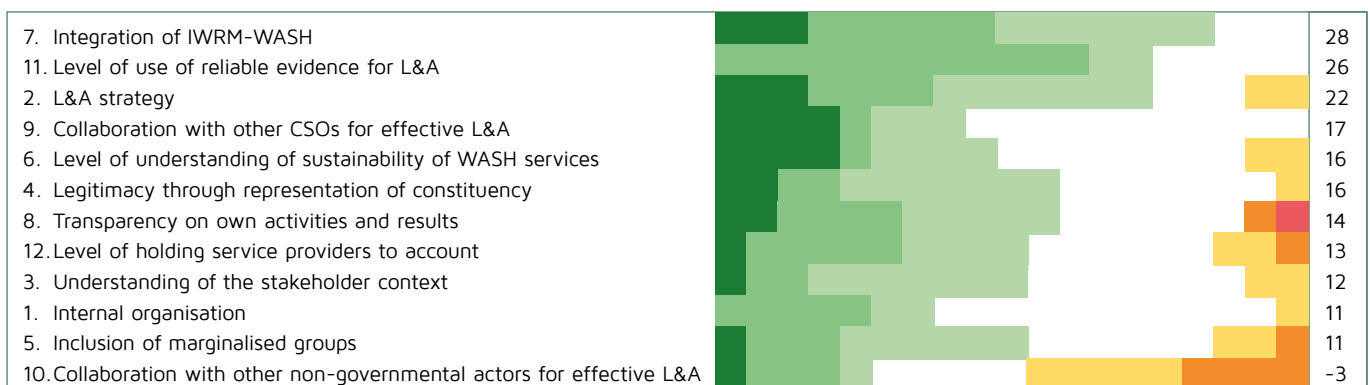 7. Integration of IWRM-WASH 28
11. Level of use of reliable evidence for L&A 26
2. L&A strategy 22
9. Collaboration with other CSOs for effective L&A 17
6. Level of understanding of sustainability of WASH services 16
4. Legitimacy through representation of constituency 16
8. Transparency on own activities and results 14
12. Level of holding service providers to account 13
3. Understanding of the stakeholder context 12
1. Internal organisation 11
5. Inclusion of marginalised groups 11
10. Collaboration with other non-governmental actors for effective L&A -3